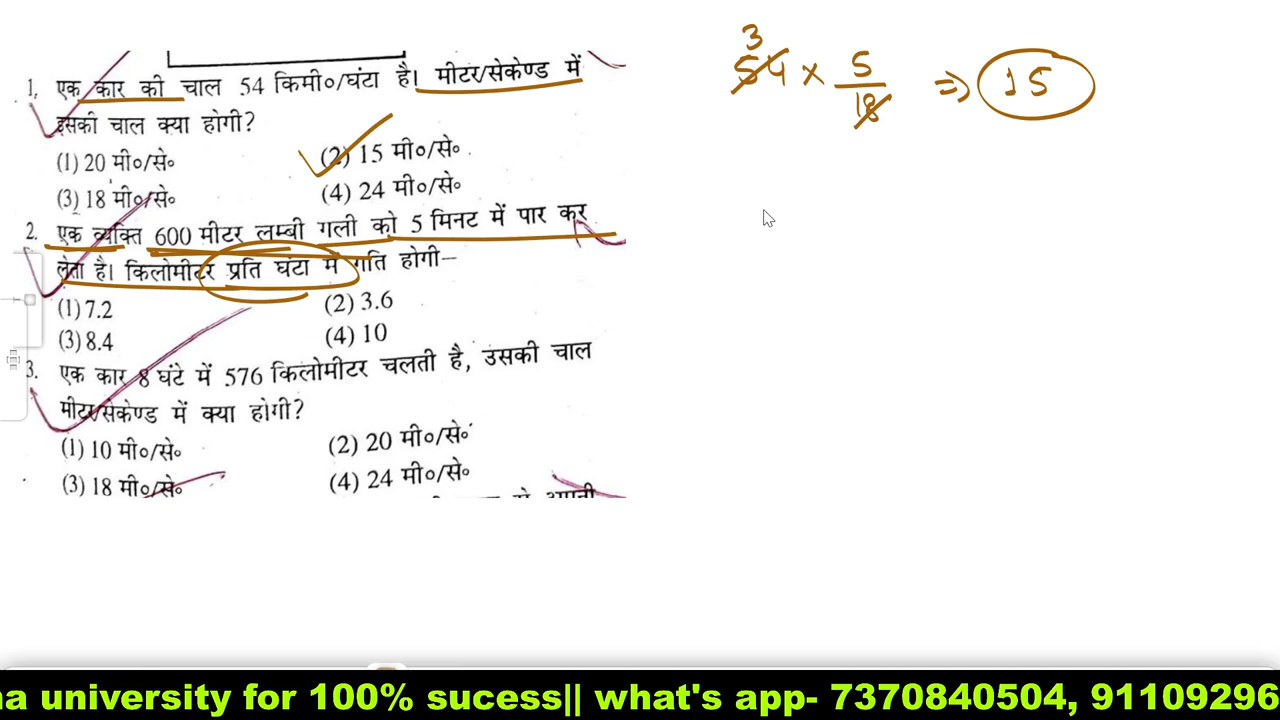 1. एक कार की चाल 54 किमी०/घंटा है। मीटर/सेकेण्ड में
इसकी चाल क्या होगी?
(1) 20 मी०/से० (2) 15 मी०/से०
(3) 18 मी०/से० (4) 24 मी०/से०
2. एक व्यक्ति 600 मीटर लम्बी गली को 5 मिनट में पार कर
लेता है। किलोमीटर प्रति घंटा में गति होगी—
(1) 7.2 (2) 3.6
(3) 8.4 (4) 10
3. एक कार 8 घंटे में 576 किलोमीटर चलती है, उसकी चाल
मीटर/सेकेण्ड में क्या होगी?
(1) 10 मी०/से० (2) 20 मी०/से०
(3) 18 मी०/से० (4) 24 मी०/से०
3
54 × 5/18 ⇒ 15
na university for 100% sucess|| what's app- 7370840504, 91109296